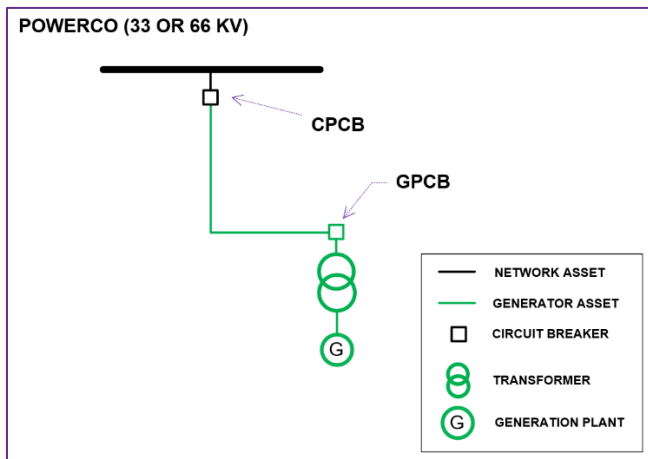 POWERCO (33 OR 66 KV)
CPCB
GPCB
G
NETWORK ASSET
GENERATOR ASSET
CIRCUIT BREAKER
TRANSFORMER
G GENERATION PLANT